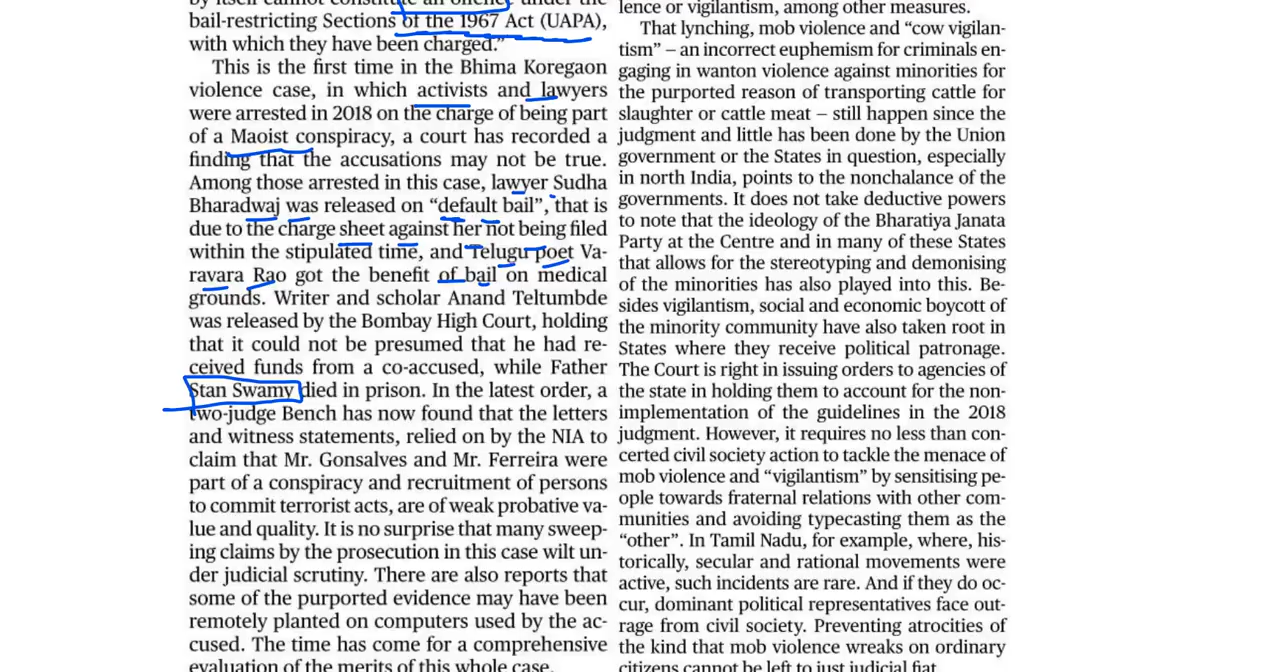 by itself cannot constitute an offence under the
bail-restricting Sections of the 1967 Act (UAPA),
with which they have been charged.”
This is the first time in the Bhima Koregaon
violence case, in which activists and lawyers
were arrested in 2018 on the charge of being part
of a Maoist conspiracy, a court has recorded a
finding that the accusations may not be true.
Among those arrested in this case, lawyer Sudha
Bharadwaj was released on “default bail”, that is
due to the charge sheet against her not being filed
within the stipulated time, and Telugu poet Va-
ravara Rao got the benefit of bail on medical
grounds. Writer and scholar Anand Teltumbde
was released by the Bombay High Court, holding
that it could not be presumed that he had re-
ceived funds from a co-accused, while Father
Stan Swamy died in prison. In the latest order, a
two-judge Bench has now found that the letters
and witness statements, relied on by the NIA to
claim that Mr. Gonsalves and Mr. Ferreira were
part of a conspiracy and recruitment of persons
to commit terrorist acts, are of weak probative va-
lue and quality. It is no surprise that many sweep-
ing claims by the prosecution in this case wilt un-
der judicial scrutiny. There are also reports that
some of the purported evidence may have been
remotely planted on computers used by the ac-
cused. The time has come for a comprehensive
evaluation of the merits of this whole case.
lence or vigilantism, among other measures.
That lynching, mob violence and “cow vigilan-
tism” – an incorrect euphemism for criminals en-
gaging in wanton violence against minorities for
the purported reason of transporting cattle for
slaughter or cattle meat – still happen since the
judgment and little has been done by the Union
government or the States in question, especially
in north India, points to the nonchalance of the
governments. It does not take deductive powers
to note that the ideology of the Bharatiya Janata
Party at the Centre and in many of these States
that allows for the stereotyping and demonising
of the minorities has also played into this. Be-
sides vigilantism, social and economic boycott of
the minority community have also taken root in
States where they receive political patronage.
The Court is right in issuing orders to agencies of
the state in holding them to account for the non-
implementation of the guidelines in the 2018
judgment. However, it requires no less than con-
certed civil society action to tackle the menace of
mob violence and “vigilantism” by sensitising pe-
ople towards fraternal relations with other com-
munities and avoiding typecasting them as the
“other”. In Tamil Nadu, for example, where, his-
torically, secular and rational movements were
active, such incidents are rare. And if they do oc-
cur, dominant political representatives face out-
rage from civil society. Preventing atrocities of
the kind that mob violence wreaks on ordinary
citizens cannot be left to just judicial fiat.